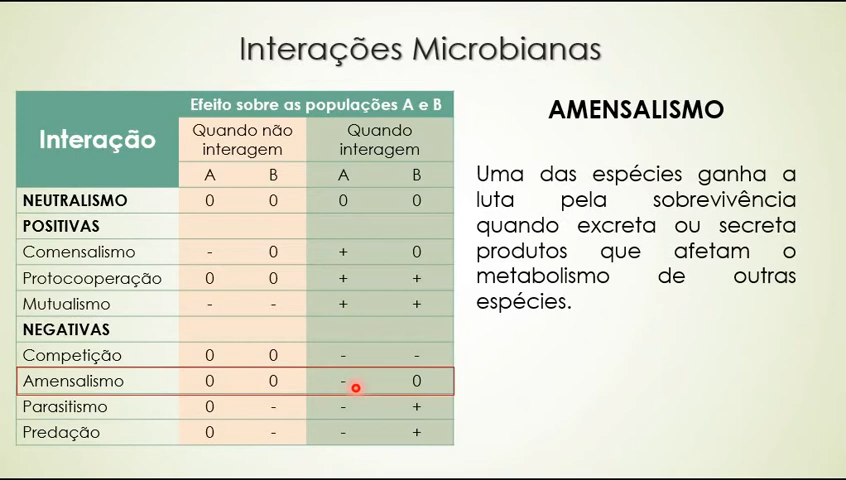 Interações Microbianas
Interação
Efeito sobre as populações A e B
Quando não interagem
Quando interagem
A B A B
NEUTRALISMO 0 0 0 0
POSITIVAS
Comensalismo - 0 + 0
Protocooperação 0 0 + +
Mutualismo - - + +
NEGATIVAS
Competição 0 0 - -
Amensalismo 0 0 - 0
Parasitismo 0 - - +
Predação 0 - - +
AMENSALISMO
Uma das espécies ganha a
luta pela sobrevivência
quando excreta ou secreta
produtos que afetam o
metabolismo de outras
espécies.